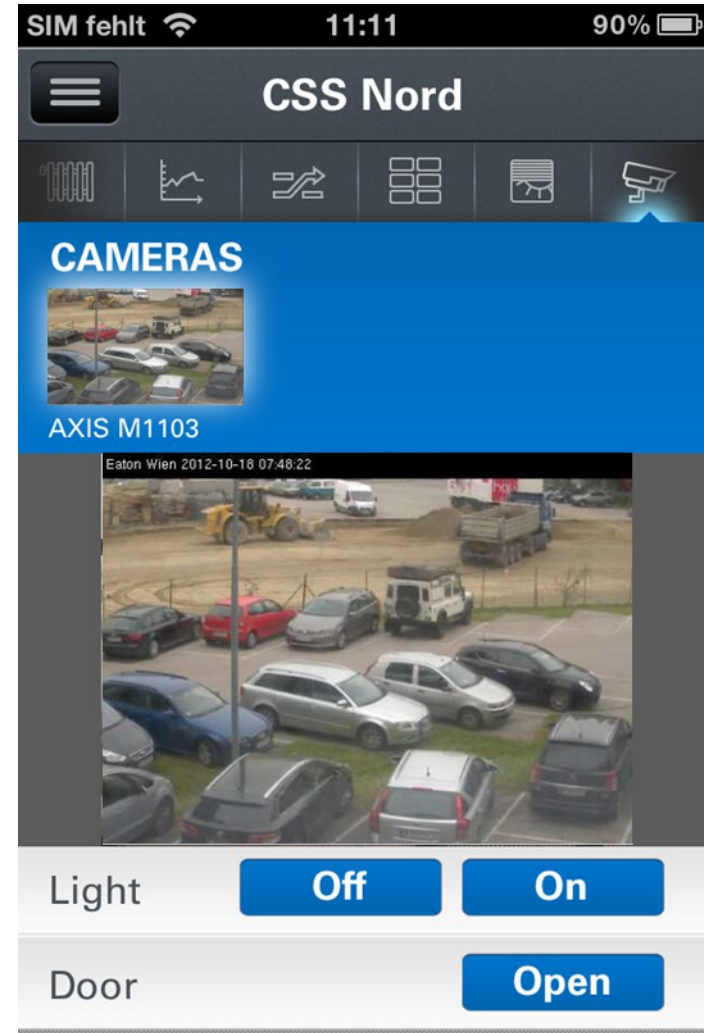 SIM fehlt 11:11 90%
CSS Nord
CAMERAS
AXIS M1103
Eaton Wien 2012-10-18 07:48:22
Light Off On
Door Open